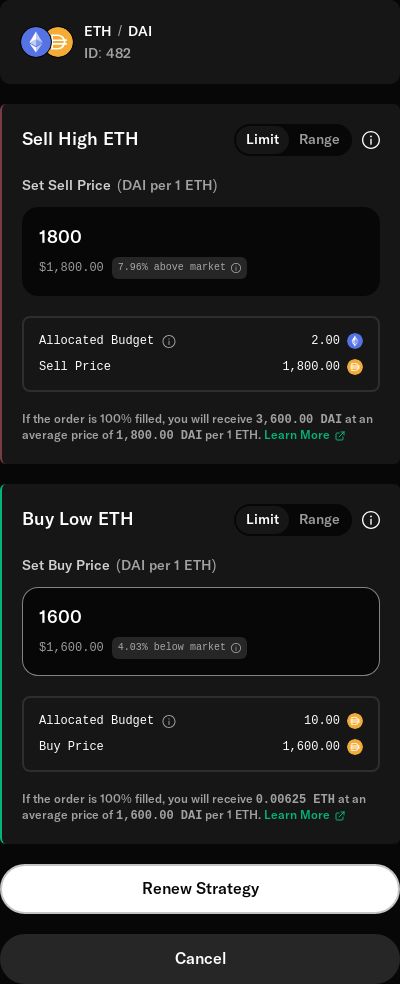 ETH / DAI
ID: 482
Sell High ETH
Limit Range
Set Sell Price (DAI per 1 ETH)
1800
$1,800.00 7.96% above market
Allocated Budget 2.00
Sell Price 1,800.00
If the order is 100% filled, you will receive 3,600.00 DAI at an
average price of 1,800.00 DAI per 1 ETH. Learn More
Buy Low ETH
Limit Range
Set Buy Price (DAI per 1 ETH)
1600
$1,600.00 4.03% below market
Allocated Budget 10.00
Buy Price 1,600.00
If the order is 100% filled, you will receive 0.00625 ETH at an
average price of 1,600.00 DAI per 1 ETH. Learn More
Renew Strategy
Cancel